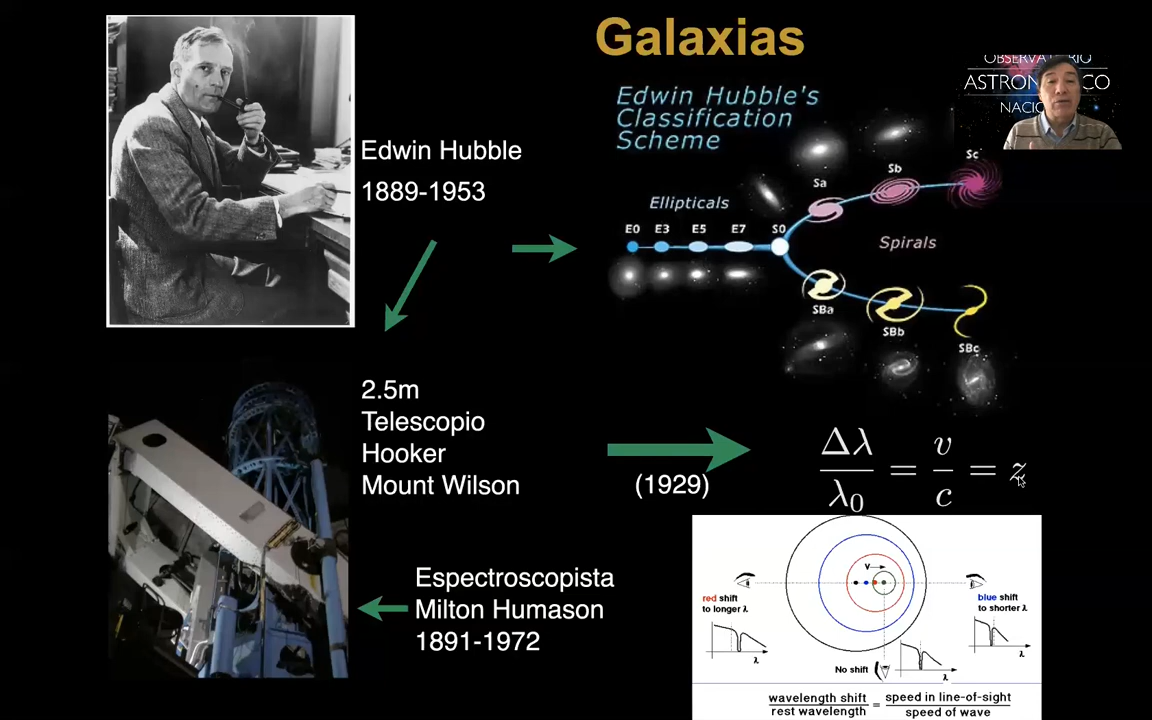 Galaxias
OBSERVATORIO
ASTRONÓMICO
Edwin Hubble's
Classification
Scheme
Edwin Hubble
1889-1953
Sa
Sb
Sc
Ellipticals
E0 E3 E5 E7 S0
Spirals
SBa
SBb
SBc
2.5m
Telescopio
Hooker
Mount Wilson
(1929)
Δλ/λ₀ = v/c = z
Espectroscopista
Milton Humason
1891-1972
v
red shift
to longer λ
blue shift
to shorter λ
λ
λ
No shift
λ
wavelength shift / rest wavelength = speed in line-of-sight / speed of wave